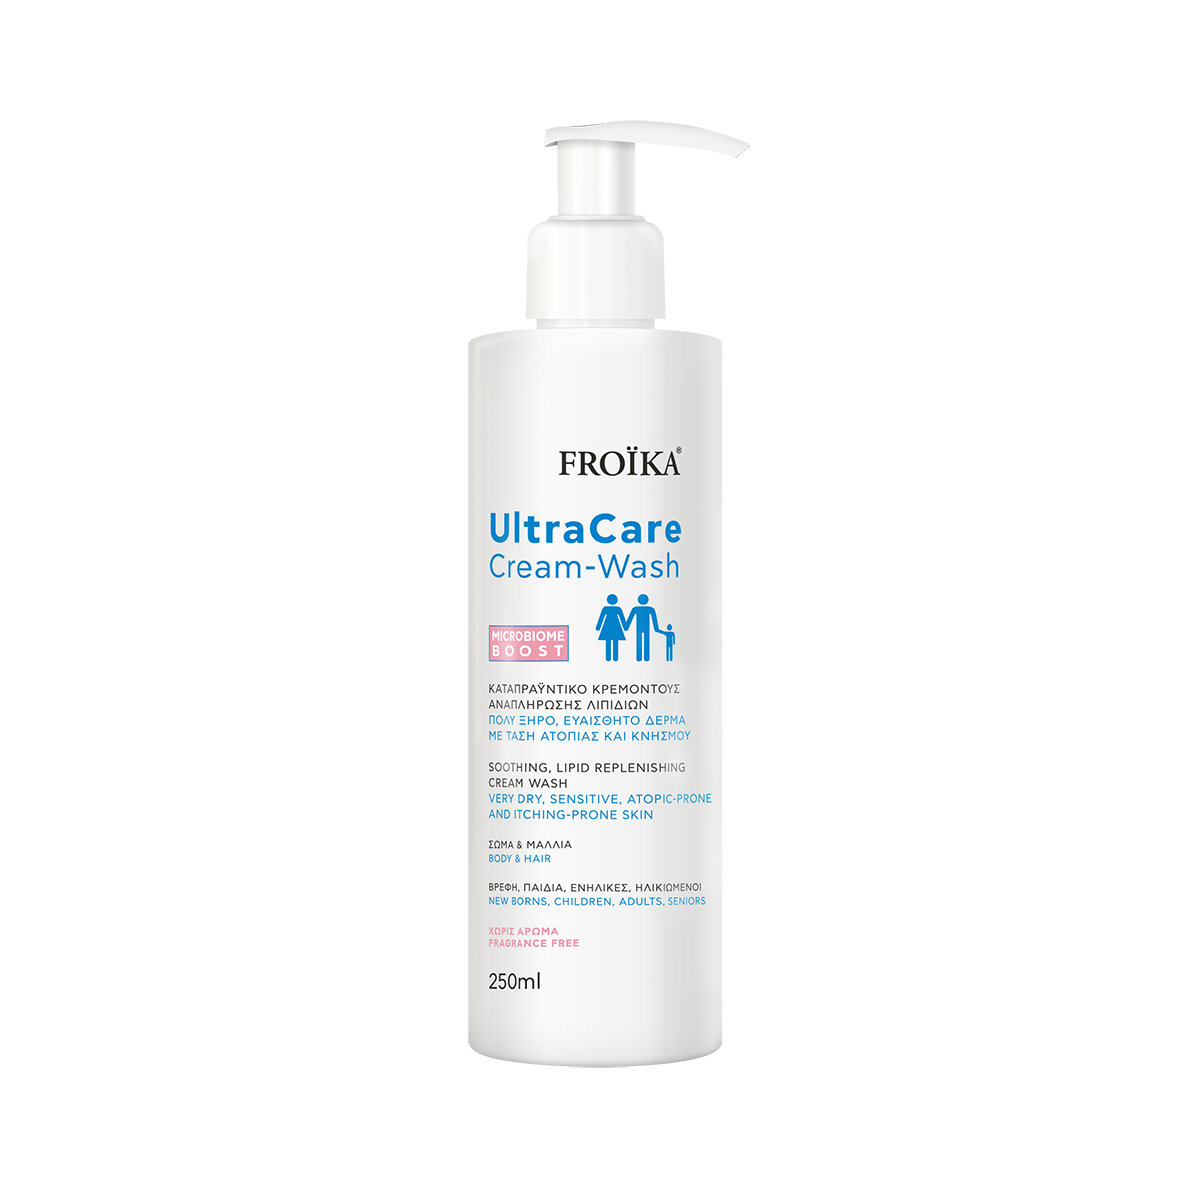 FROÏKA®
UltraCare
Cream-Wash
MICROBIOME
BOOST
ΚΑΤΑΠΡΑΫΝΤΙΚΟ ΚΡΕΜΟΝΤΟΥΣ
ΑΝΑΠΛΗΡΩΣΗΣ ΛΙΠΙΔΙΩΝ
ΠΟΛΥ ΞΗΡΟ, ΕΥΑΙΣΘΗΤΟ ΔΕΡΜΑ
ΜΕ ΤΑΣΗ ΑΤΟΠΙΑΣ ΚΑΙ ΚΝΗΣΜΟΥ
SOOTHING, LIPID REPLENISHING
CREAM WASH
VERY DRY, SENSITIVE, ATOPIC-PRONE
AND ITCHING-PRONE SKIN
ΣΩΜΑ & ΜΑΛΛΙΑ
BODY & HAIR
ΒΡΕΦΗ, ΠΑΙΔΙΑ, ΕΝΗΛΙΚΕΣ, ΗΛΙΚΙΩΜΕΝΟΙ
NEW BORNS, CHILDREN, ADULTS, SENIORS
ΧΩΡΙΣ ΑΡΩΜΑ
FRAGRANCE FREE
250ml